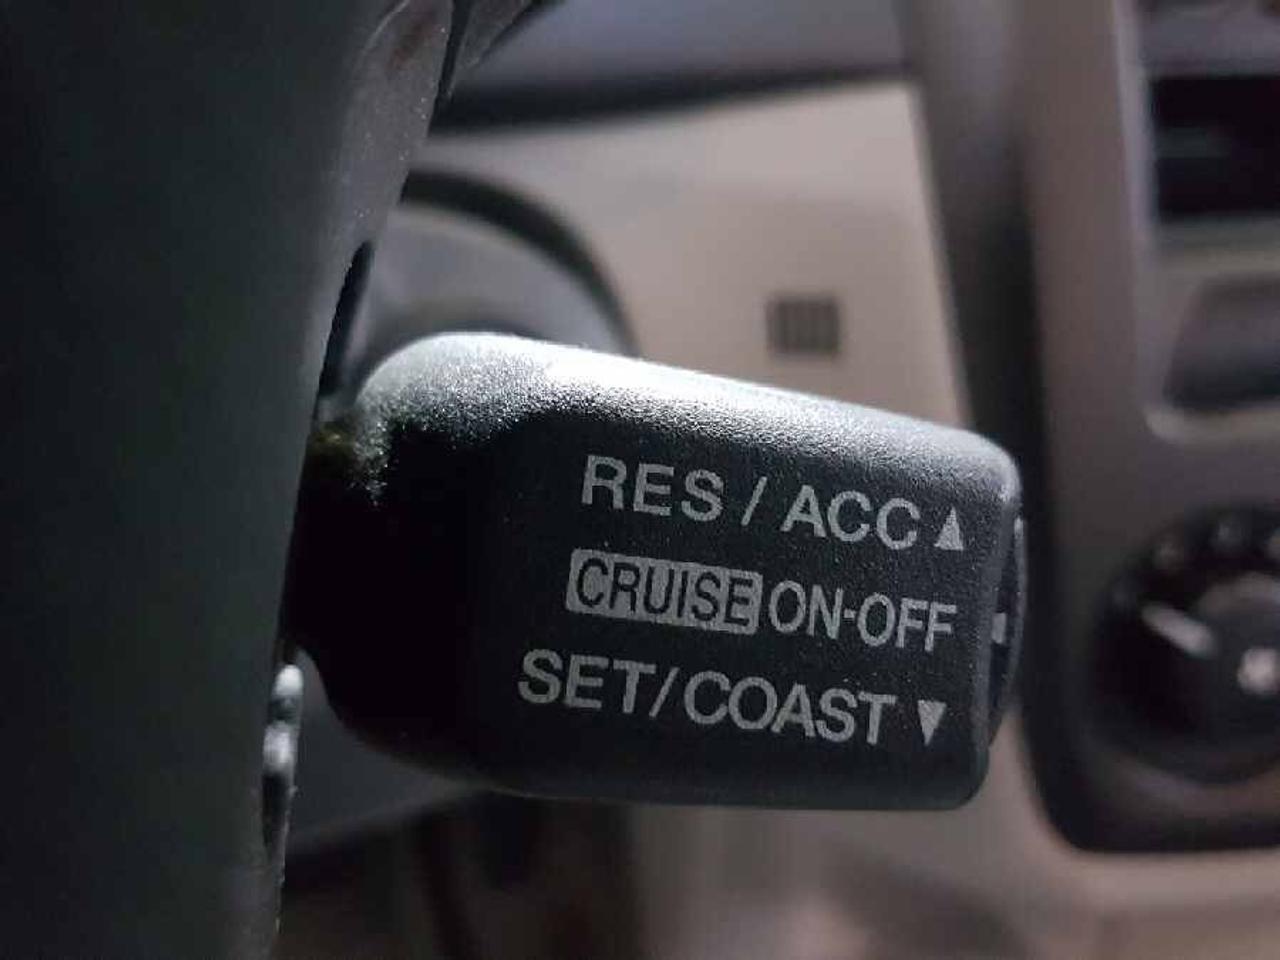 RES / ACC ▲
CRUISE ON-OFF
SET/COAST ▼